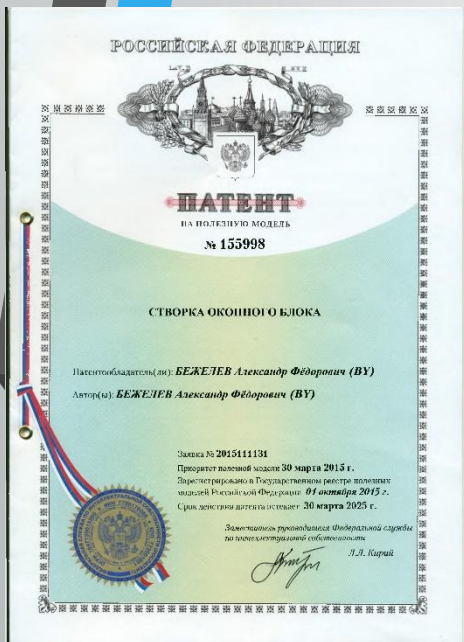 РОССИЙСКАЯ ФЕДЕРАЦИЯ
ПАТЕНТ
НА ПОЛЕЗНУЮ МОДЕЛЬ
№ 155998
СТВОРКА ОКОННОГО БЛОКА
Патентообладатель(ли): БЕЖЕЛЕВ Александр Фёдорович (BY)
Автор(ы): БЕЖЕЛЕВ Александр Фёдорович (BY)
Заявка № 2015111131
Приоритет полезной модели 30 марта 2015 г.
Зарегистрировано в Государственном реестре полезных
моделей Российской Федерации 01 октября 2015 г.
Срок действия патента истекает 30 марта 2025 г.
Заместитель руководителя Федеральной службы
по интеллектуальной собственности
Л.Л. Кирий